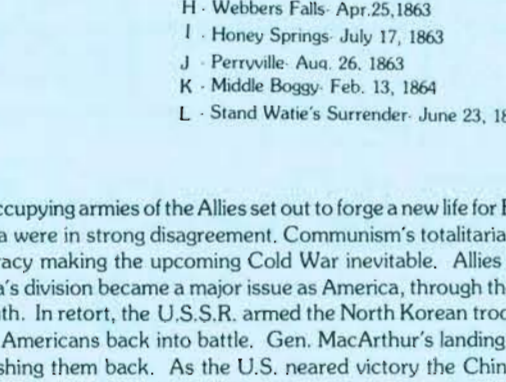 H · Webbers Falls- Apr.25,1863
I · Honey Springs- July 17, 1863
J · Perryville- Aug. 26. 1863
K · Middle Boggy- Feb. 13, 1864
L · Stand Watie's Surrender- June 23, 18
ccupying armies of the Allies set out to forge a new life for
a were in strong disagreement. Communism's totalitaria
acy making the upcoming Cold War inevitable. Allies
a's division became a major issue as America, through th
th. In retort, the U.S.S.R. armed the North Korean troo
Americans back into battle. Gen. MacArthur's landing
shing them back. As the U.S. neared victory the Chin